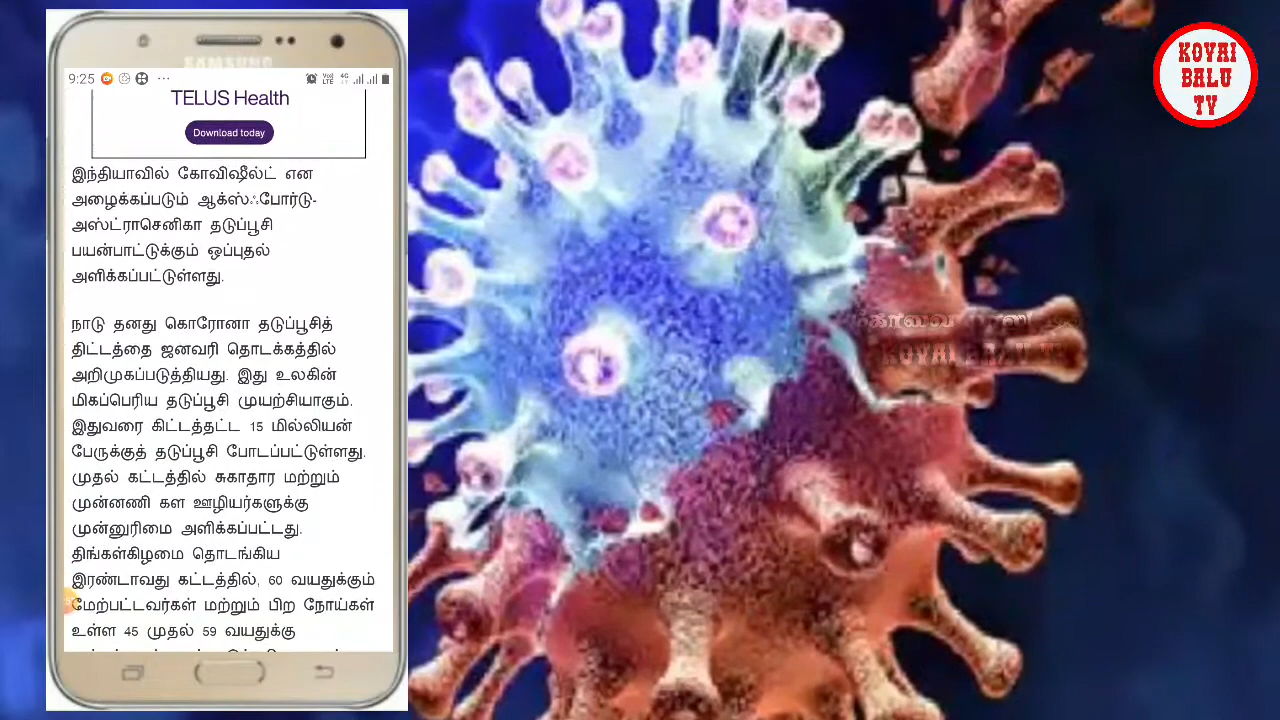 SAMSUNG
9:25
TELUS Health
Download today
இந்தியாவில் கோவிஷீல்ட் என
அழைக்கப்படும் ஆக்ஸ்ஃபோர்டு-
அஸ்ட்ராசெனிகா தடுப்பூசி
பயன்பாட்டுக்கும் ஒப்புதல்
அளிக்கப்பட்டுள்ளது.
நாடு தனது கொரோனா தடுப்பூசித்
திட்டத்தை ஜனவரி தொடக்கத்தில்
அறிமுகப்படுத்தியது. இது உலகின்
மிகப்பெரிய தடுப்பூசி முயற்சியாகும்.
இதுவரை கிட்டத்தட்ட 15 மில்லியன்
பேருக்குத் தடுப்பூசி போடப்பட்டுள்ளது.
முதல் கட்டத்தில் சுகாதார மற்றும்
முன்னணி கள ஊழியர்களுக்கு
முன்னுரிமை அளிக்கப்பட்டது.
திங்கள்கிழமை தொடங்கிய
இரண்டாவது கட்டத்தில், 60 வயதுக்கும்
மேற்பட்டவர்கள் மற்றும் பிற நோய்கள்
உள்ள 45 முதல் 59 வயதுக்கு
KOVAI
BALU
TV
KOVAI BALU TV